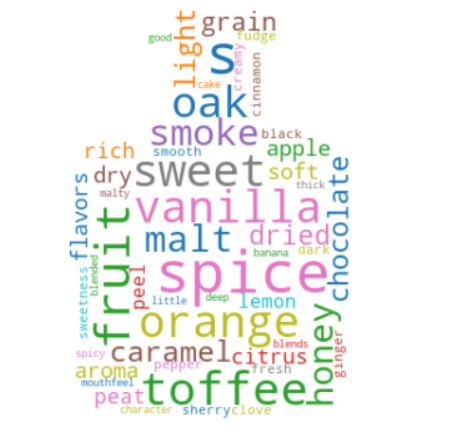 good light grain fudge
s creamy cinnamon
cake
oak
smoke black
rich smooth apple
dry sweet soft
malty thick
flavors vanilla chocolate
fruit malt dried
banana dark
blended spice
sweetness peel little deep lemon
orange honey
blends ginger
spicy caramel citrus
aroma pepper fresh
mouthfeel toffee
peat
character sherry clove